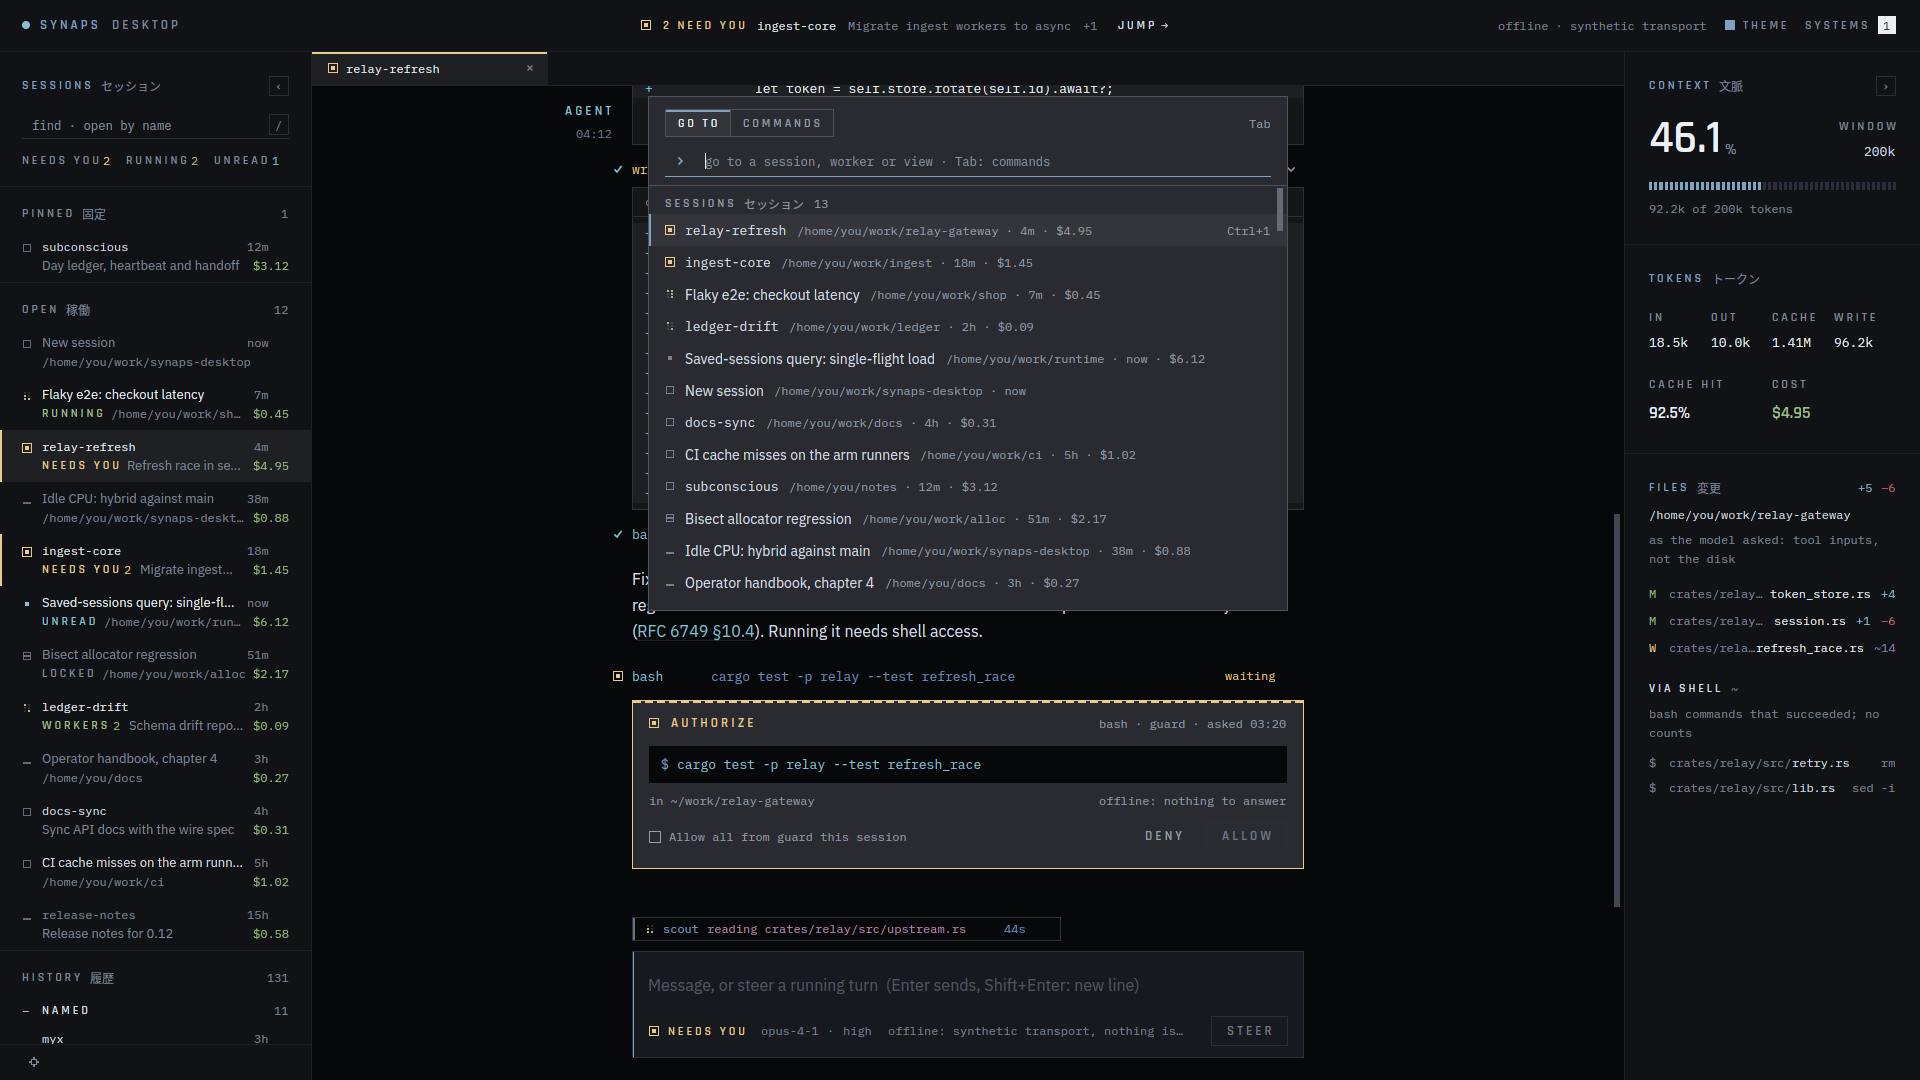 SYNAPS DESKTOP
2 NEED YOU ingest-core Migrate ingest workers to async +1 JUMP →
offline · synthetic transport THEME SYSTEMS 1
SESSIONS セッション ‹
find · open by name /
NEEDS YOU 2 RUNNING 2 UNREAD 1
PINNED 固定 1
subconscious 12m
Day ledger, heartbeat and handoff $3.12
OPEN 稼働 12
New session now
/home/you/work/synaps-desktop
Flaky e2e: checkout latency 7m
RUNNING /home/you/work/sh… $0.45
relay-refresh 4m
NEEDS YOU Refresh race in se… $4.95
Idle CPU: hybrid against main 38m
/home/you/work/synaps-deskt… $0.88
ingest-core 18m
NEEDS YOU 2 Migrate ingest… $1.45
Saved-sessions query: single-fl… now
UNREAD /home/you/work/run… $6.12
Bisect allocator regression 51m
LOCKED /home/you/work/alloc $2.17
ledger-drift 2h
WORKERS 2 Schema drift repo… $0.09
Operator handbook, chapter 4 3h
/home/you/docs $0.27
docs-sync 4h
Sync API docs with the wire spec $0.31
CI cache misses on the arm runn… 5h
/home/you/work/ci $1.02
release-notes 15h
Release notes for 0.12 $0.58
HISTORY 履歴 131
– NAMED 11
myx 3h
relay-refresh ×
+ let token = self.store.rotate(self.id).await?;
AGENT
04:12
GO TO COMMANDS Tab
› go to a session, worker or view · Tab: commands
SESSIONS セッション 13
relay-refresh /home/you/work/relay-gateway · 4m · $4.95 Ctrl+1
ingest-core /home/you/work/ingest · 18m · $1.45
Flaky e2e: checkout latency /home/you/work/shop · 7m · $0.45
ledger-drift /home/you/work/ledger · 2h · $0.09
Saved-sessions query: single-flight load /home/you/work/runtime · now · $6.12
New session /home/you/work/synaps-desktop · now
docs-sync /home/you/work/docs · 4h · $0.31
CI cache misses on the arm runners /home/you/work/ci · 5h · $1.02
subconscious /home/you/notes · 12m · $3.12
Bisect allocator regression /home/you/work/alloc · 51m · $2.17
Idle CPU: hybrid against main /home/you/work/synaps-desktop · 38m · $0.88
Operator handbook, chapter 4 /home/you/docs · 3h · $0.27
(RFC 6749 §10.4). Running it needs shell access.
bash cargo test -p relay --test refresh_race waiting
AUTHORIZE bash · guard · asked 03:20
$ cargo test -p relay --test refresh_race
in ~/work/relay-gateway offline: nothing to answer
Allow all from guard this session DENY ALLOW
scout reading crates/relay/src/upstream.rs 44s
Message, or steer a running turn (Enter sends, Shift+Enter: new line)
NEEDS YOU opus-4-1 · high offline: synthetic transport, nothing is… STEER
CONTEXT 文脈 ›
46.1% WINDOW
200k
92.2k of 200k tokens
TOKENS トークン
IN OUT CACHE WRITE
18.5k 10.0k 1.41M 96.2k
CACHE HIT COST
92.5% $4.95
FILES 変更 +5 −6
/home/you/work/relay-gateway
as the model asked: tool inputs,
not the disk
M crates/relay… token_store.rs +4
M crates/relay… session.rs +1 −6
W crates/rela…refresh_race.rs ~14
VIA SHELL ~
bash commands that succeeded; no
counts
$ crates/relay/src/retry.rs rm
$ crates/relay/src/lib.rs sed -i